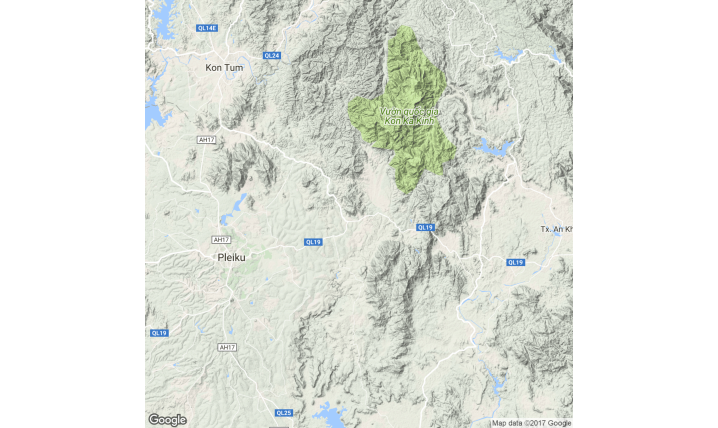 QL14E
QL24
Kon Tum
Vườn quốc gia
Kon Ka Kinh
AH17
QL19
Tx. An Kh
AH17
QL19
Pleiku
QL19
QL19
AH17
QL25
Google
Map data ©2017 Google